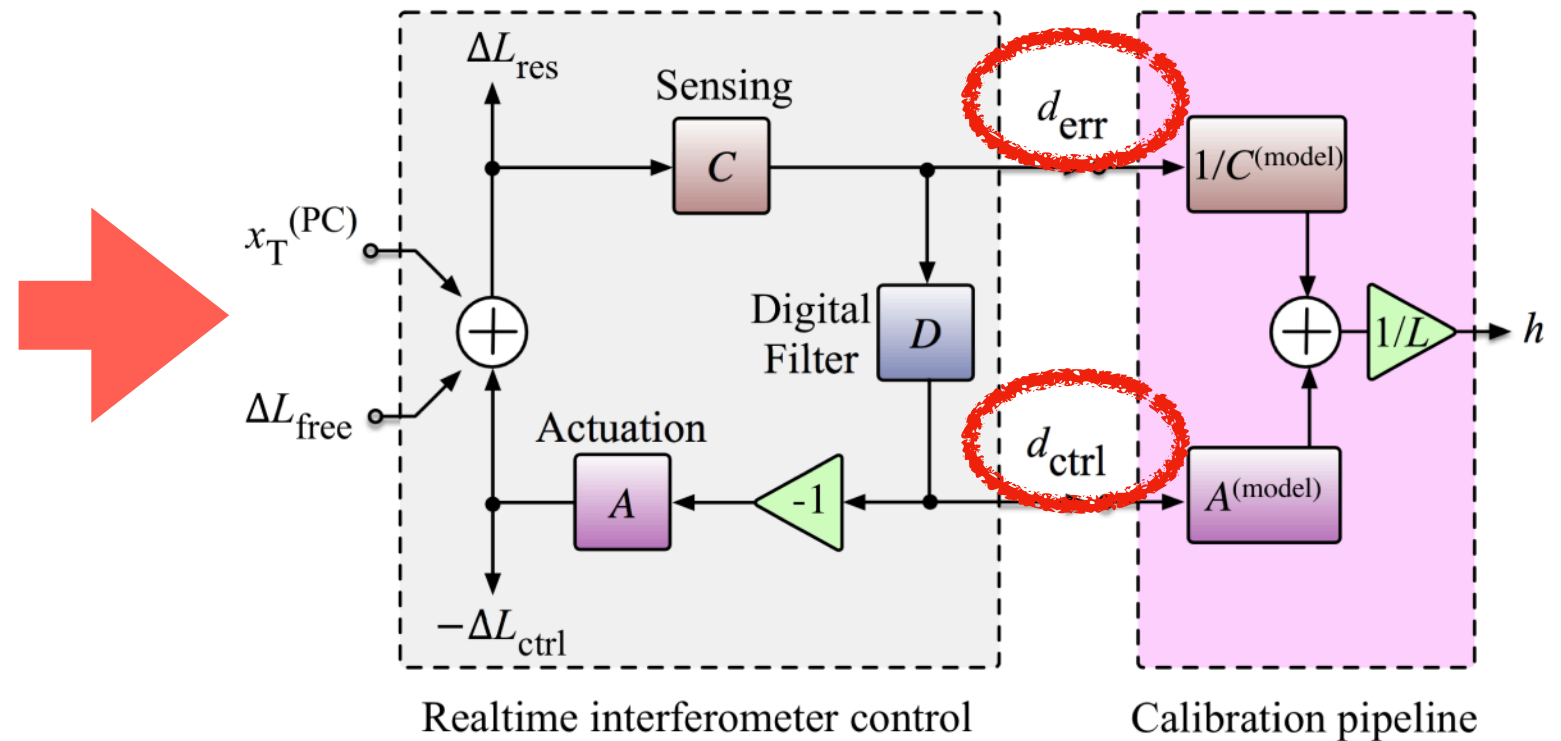 ΔL_res
Sensing
C
d_err
1/C^(model)
x_T^(PC)
Digital
Filter
D
1/L
h
ΔL_free
Actuation
A
-1
d_ctrl
A^(model)
−ΔL_ctrl
Realtime interferometer control
Calibration pipeline